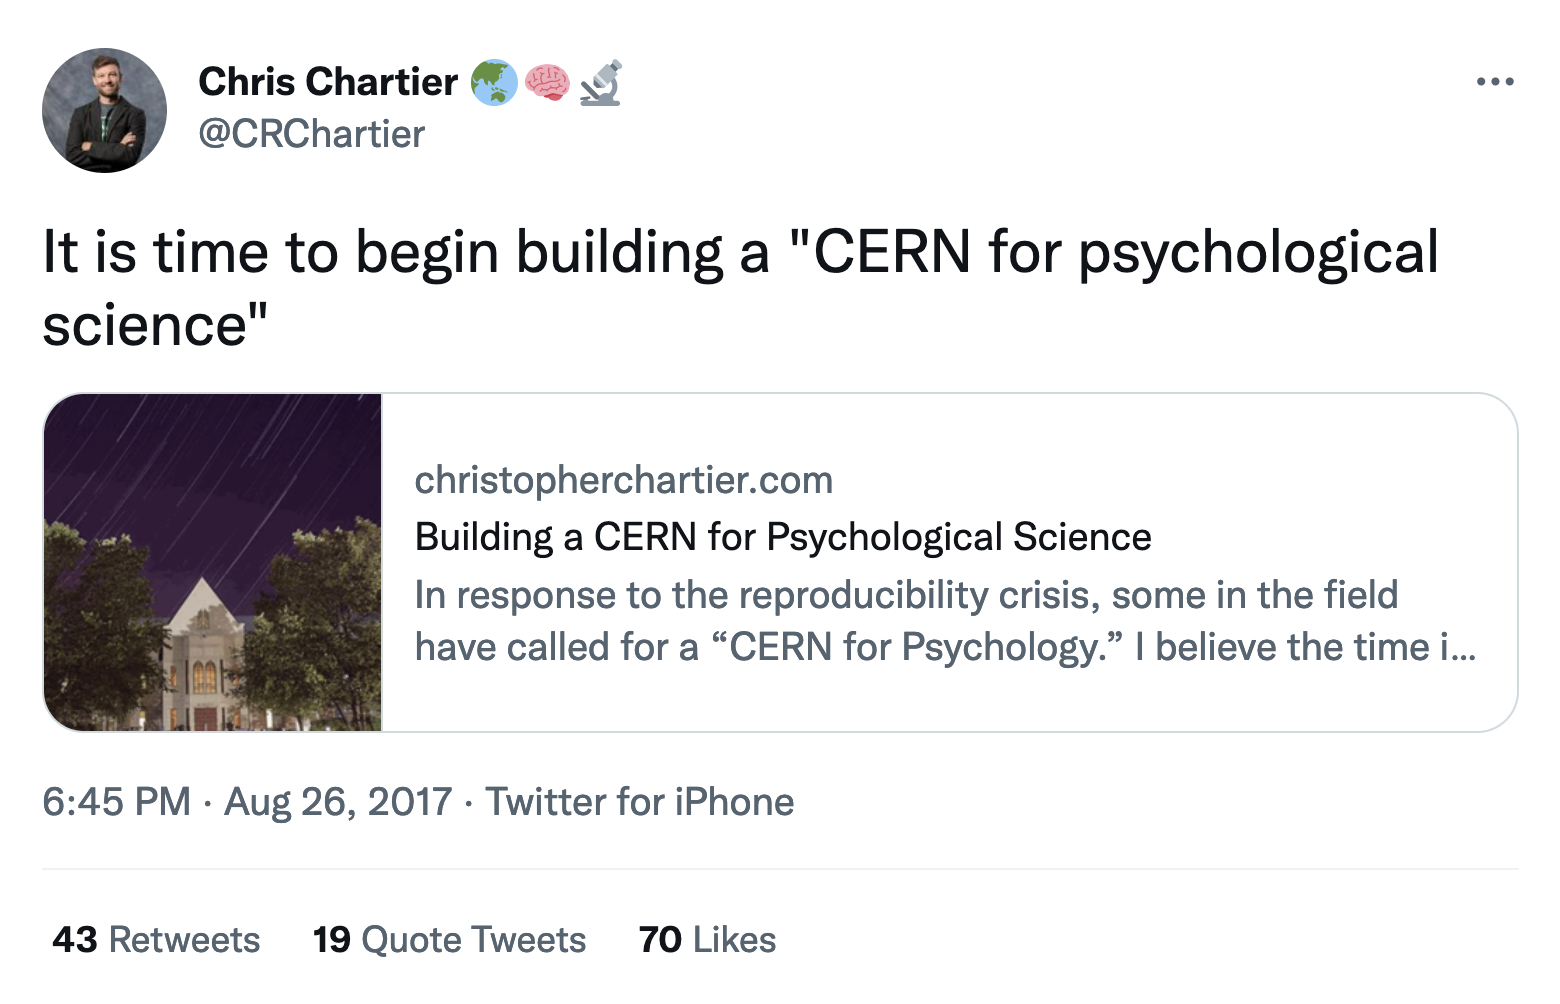 Chris Chartier 🌏🧠🔬
@CRChartier
It is time to begin building a "CERN for psychological
science"
christopherchartier.com
Building a CERN for Psychological Science
In response to the reproducibility crisis, some in the field
have called for a “CERN for Psychology.” I believe the time i...
6:45 PM · Aug 26, 2017 · Twitter for iPhone
43 Retweets 19 Quote Tweets 70 Likes